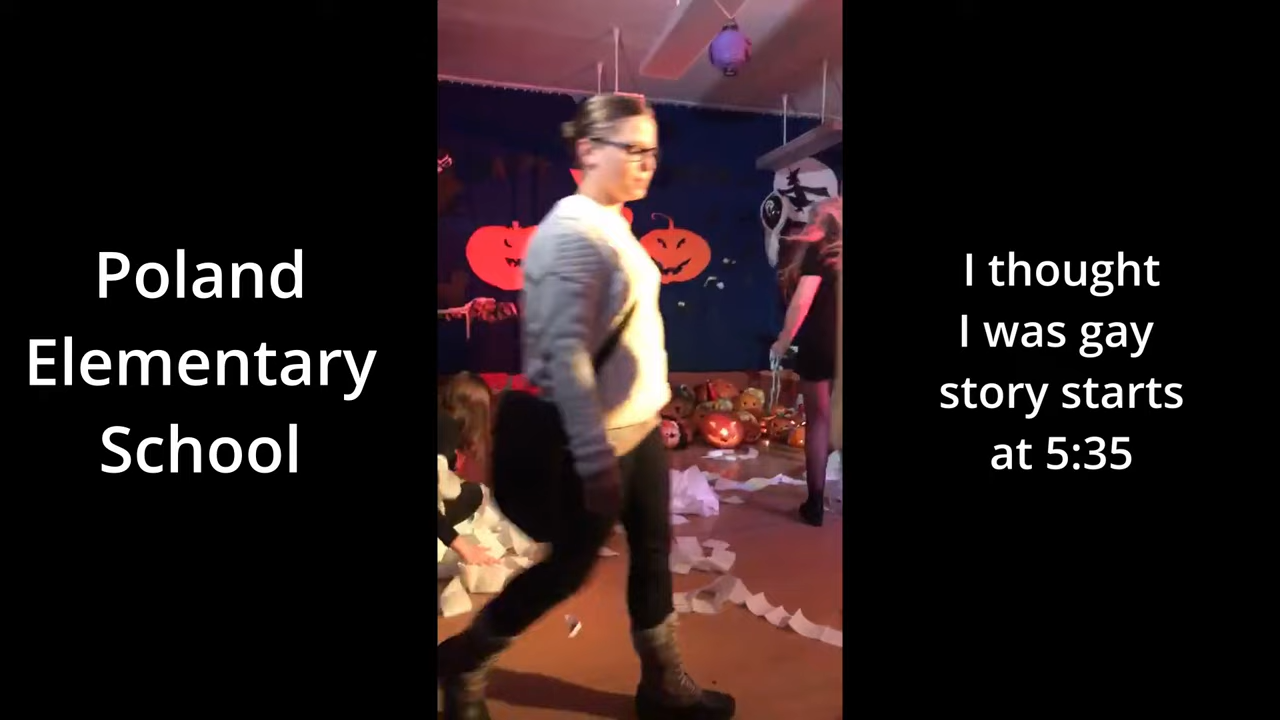 Poland
Elementary
School
I thought
I was gay
story starts
at 5:35